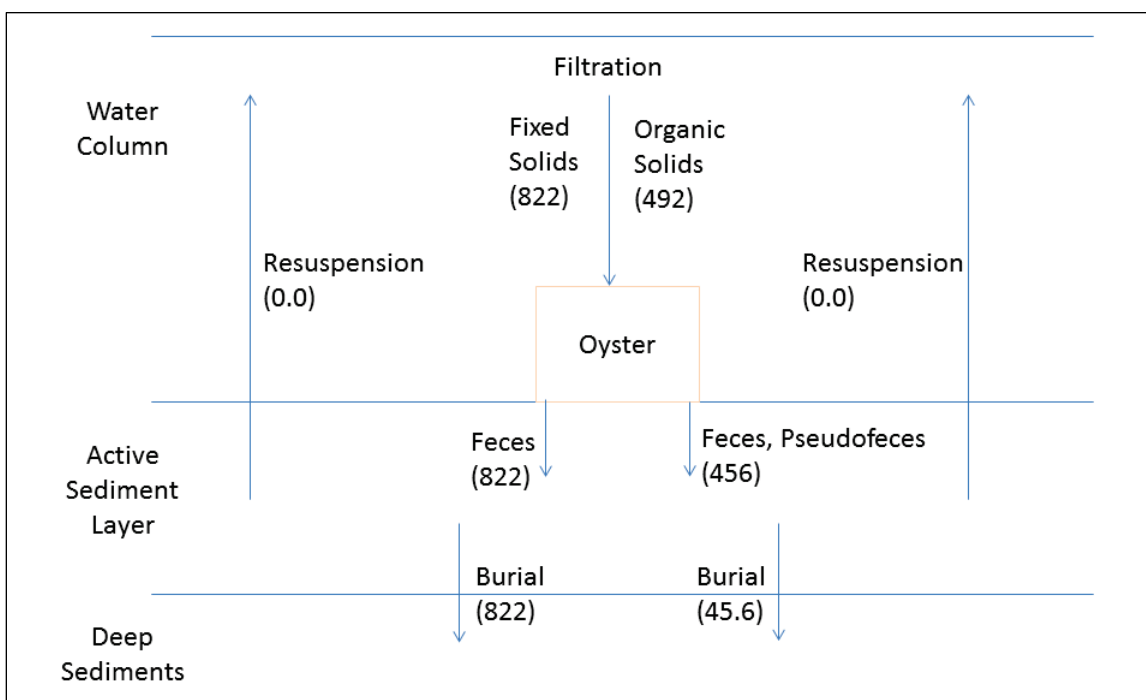 Filtration
Water
Column
Fixed
Solids
(822)
Organic
Solids
(492)
Resuspension
(0.0)
Resuspension
(0.0)
Oyster
Active
Sediment
Layer
Feces
(822)
Feces, Pseudofeces
(456)
Burial
(822)
Burial
(45.6)
Deep
Sediments